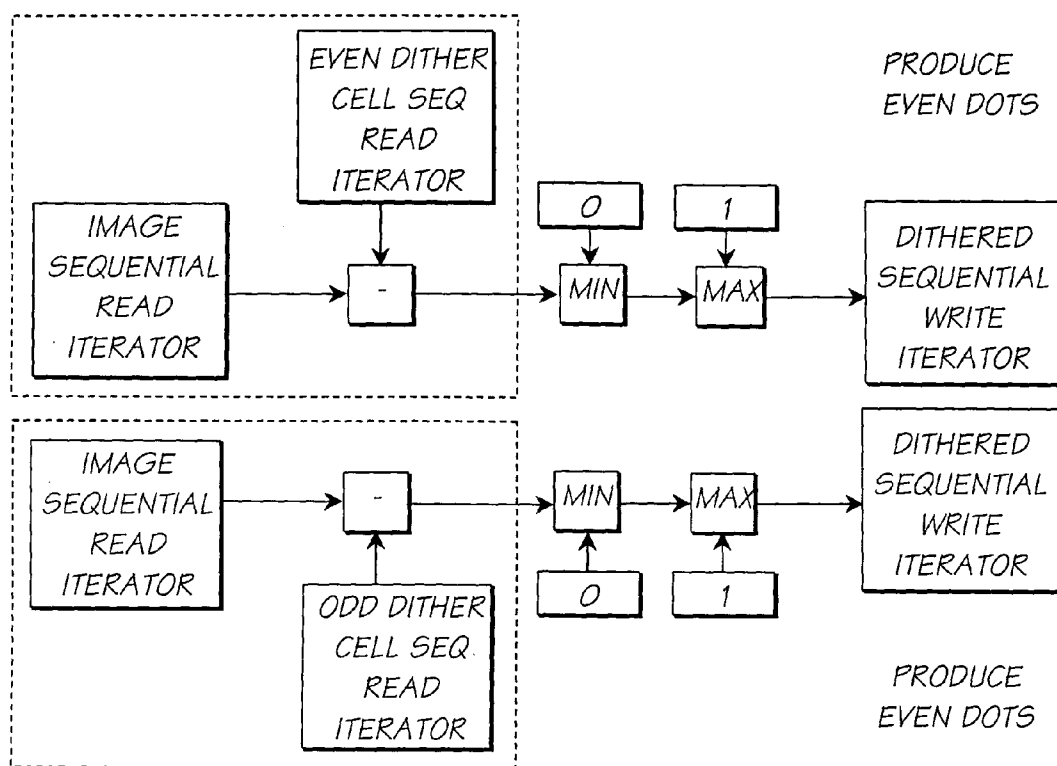 EVEN DITHER
CELL SEQ
READ
ITERATOR
PRODUCE
EVEN DOTS
IMAGE
SEQUENTIAL
READ
ITERATOR
-
0
MIN
1
MAX
DITHERED
SEQUENTIAL
WRITE
ITERATOR
IMAGE
SEQUENTIAL
READ
ITERATOR
-
ODD DITHER
CELL SEQ.
READ
ITERATOR
MIN
0
MAX
1
DITHERED
SEQUENTIAL
WRITE
ITERATOR
PRODUCE
EVEN DOTS